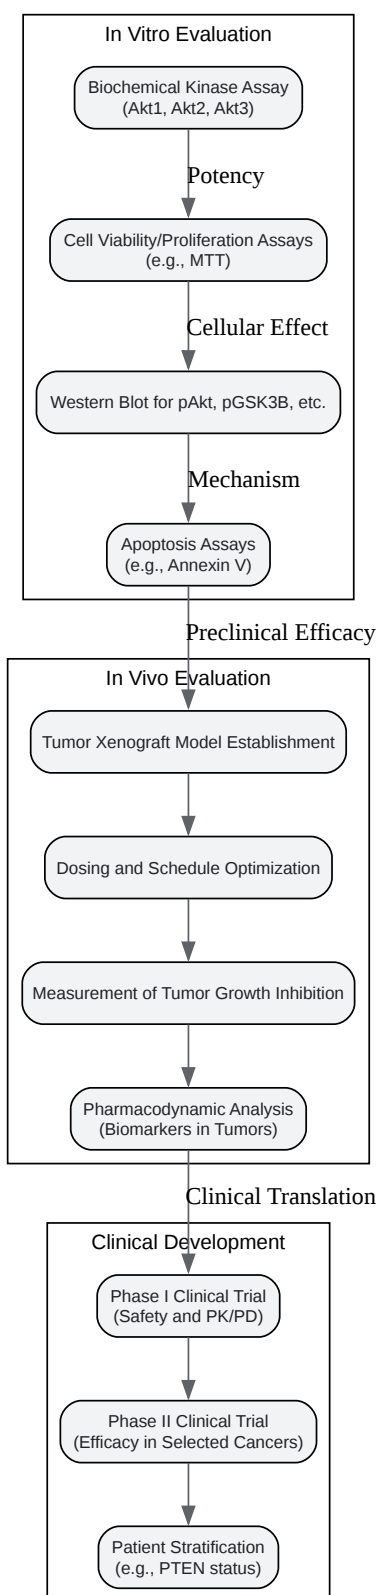 In Vitro Evaluation
Biochemical Kinase Assay
(Akt1, Akt2, Akt3)
Potency
Cell Viability/Proliferation Assays
(e.g., MTT)
Cellular Effect
Western Blot for pAkt, pGSK3B, etc.
Mechanism
Apoptosis Assays
(e.g., Annexin V)
Preclinical Efficacy
In Vivo Evaluation
Tumor Xenograft Model Establishment
Dosing and Schedule Optimization
Measurement of Tumor Growth Inhibition
Pharmacodynamic Analysis
(Biomarkers in Tumors)
Clinical Translation
Clinical Development
Phase I Clinical Trial
(Safety and PK/PD)
Phase II Clinical Trial
(Efficacy in Selected Cancers)
Patient Stratification
(e.g., PTEN status)